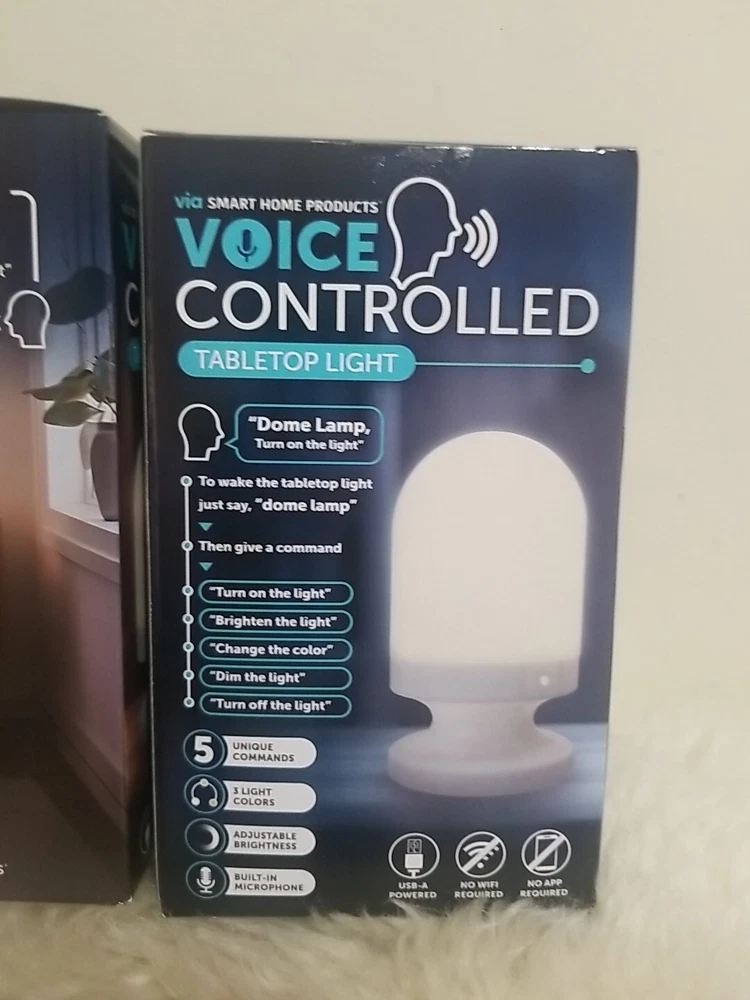 via SMART HOME PRODUCTS
VOICE
CONTROLLED
TABLETOP LIGHT
"Dome Lamp,
Turn on the light"
To wake the tabletop light
just say, "dome lamp"
Then give a command
"Turn on the light"
"Brighten the light"
"Change the color"
"Dim the light"
"Turn off the light"
5 UNIQUE
COMMANDS
3 LIGHT
COLORS
ADJUSTABLE
BRIGHTNESS
BUILT-IN
MICROPHONE
USB-A
POWERED
NO WIFI
REQUIRED
NO APP
REQUIRED